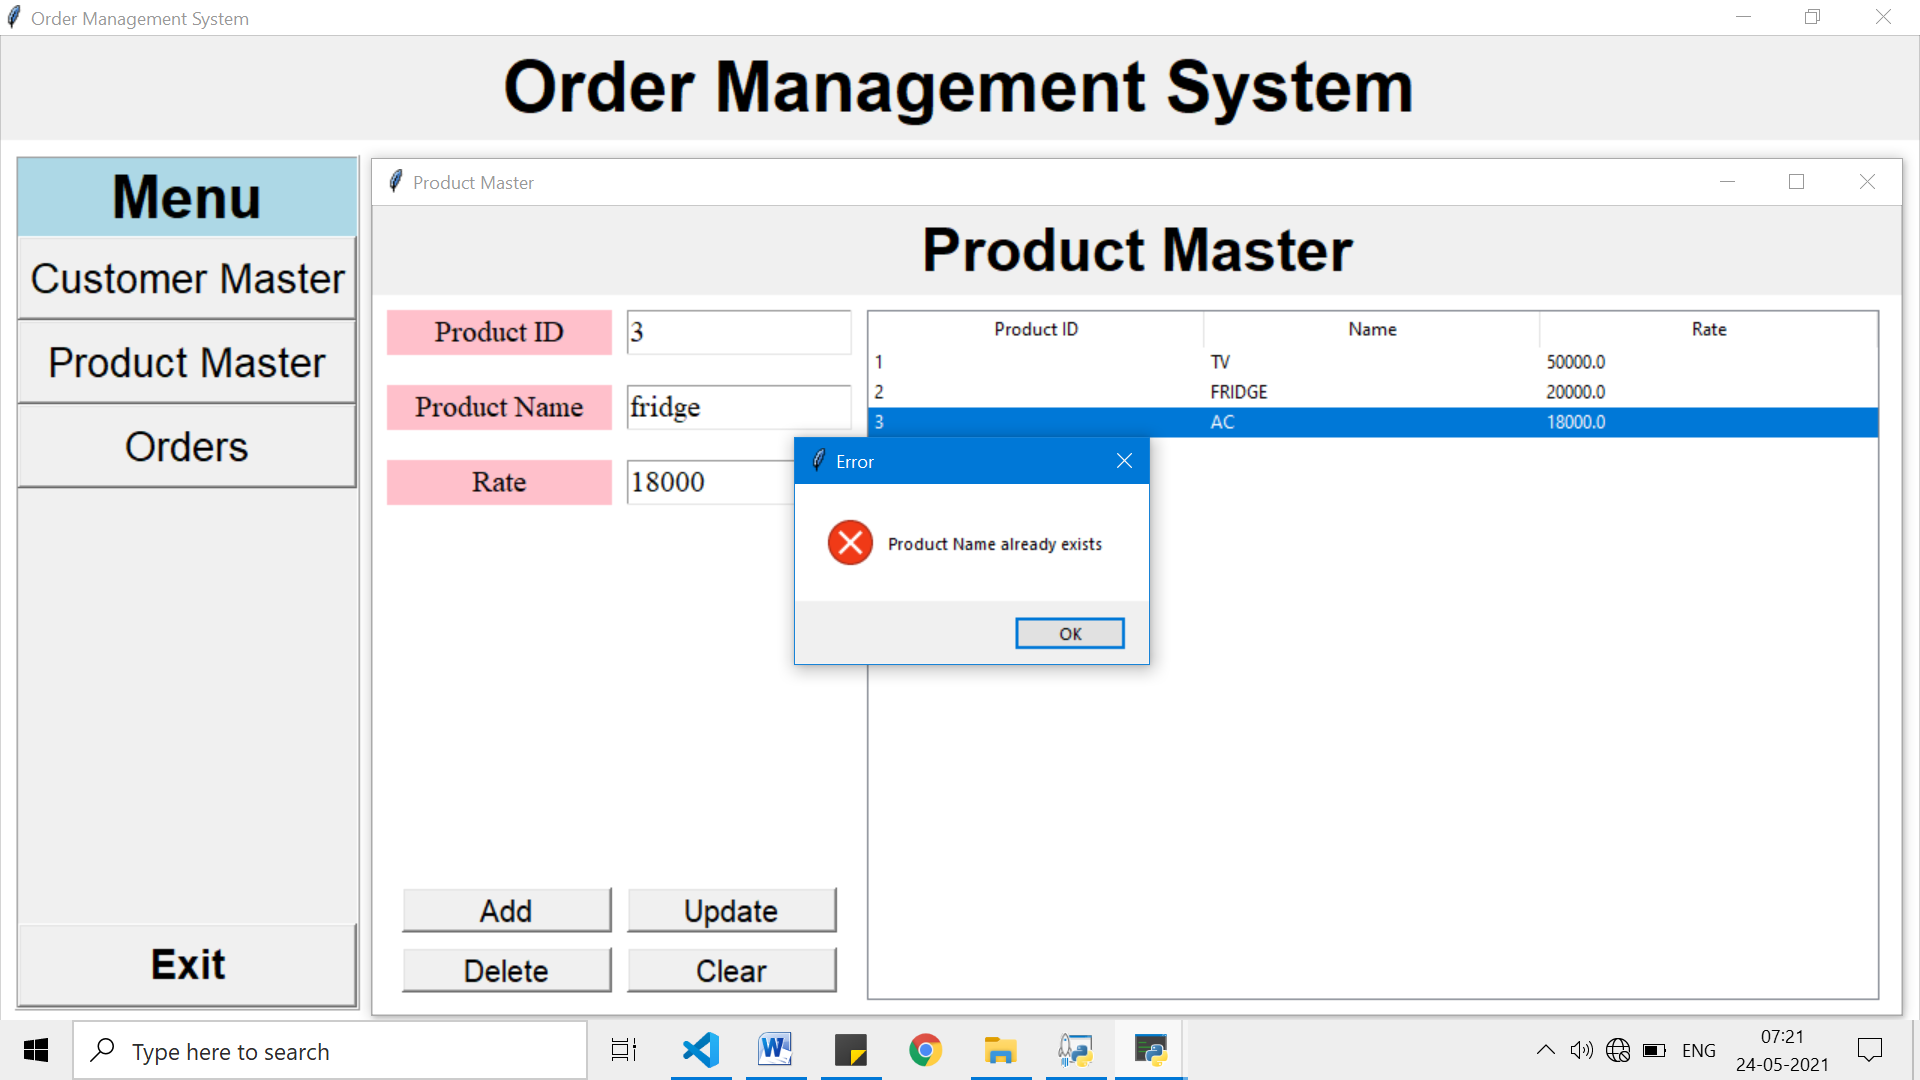 Order Management System
Order Management System
Menu
Customer Master
Product Master
Orders
Exit
Product Master
Product Master
Product ID 3
Product Name fridge
Rate 18000
Add Update
Delete Clear
Product ID Name Rate
1 TV 50000.0
2 FRIDGE 20000.0
3 AC 18000.0
Error
Product Name already exists
OK
Type here to search
ENG
07:21
24-05-2021